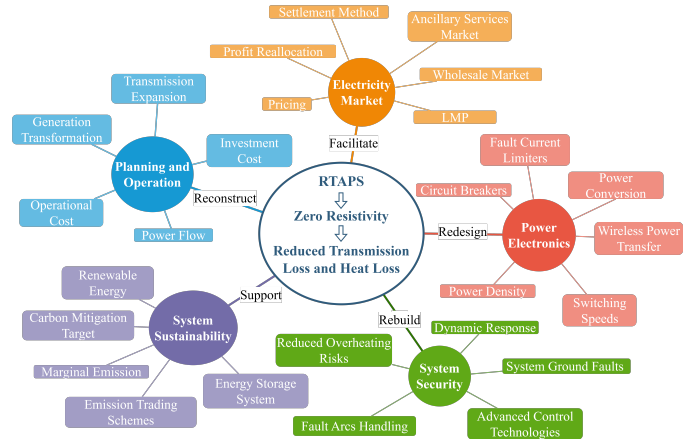 Settlement Method
Ancillary Services
Market
Profit Reallocation
Electricity
Market
Wholesale Market
Pricing
LMP
Facilitate
Transmission
Expansion
Generation
Transformation
Planning and
Operation
Investment
Cost
Operational
Cost
Power Flow
Reconstruct
RTAPS
Zero Resistivity
Reduced Transmission
Loss and Heat Loss
Fault Current
Limiters
Circuit Breakers
Power
Conversion
Redesign
Power
Electronics
Wireless Power
Transfer
Power Density
Switching
Speeds
Support
Renewable
Energy
Carbon Mitigation
Target
System
Sustainability
Marginal Emission
Emission Trading
Schemes
Energy Storage
System
Rebuild
Dynamic Response
Reduced Overheating
Risks
System
Security
System Ground Faults
Fault Arcs Handling
Advanced Control
Technologies